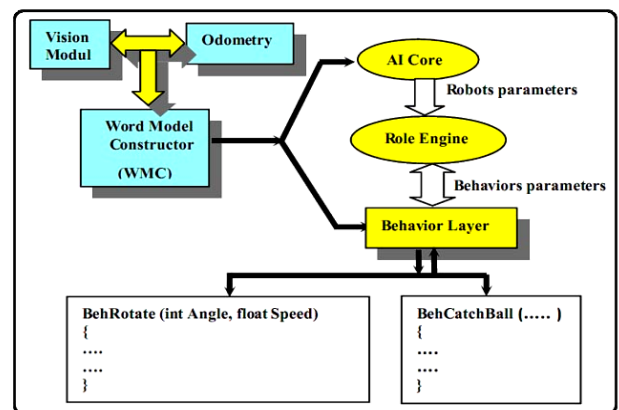 Vision
Modul
Odometry
AI Core
Robots parameters
Word Model
Constructor
(WMC)
Role Engine
Behaviors parameters
Behavior Layer
BehRotate (int Angle, float Speed)
{
....
....
}
BehCatchBall (..... )
{
....
....
}